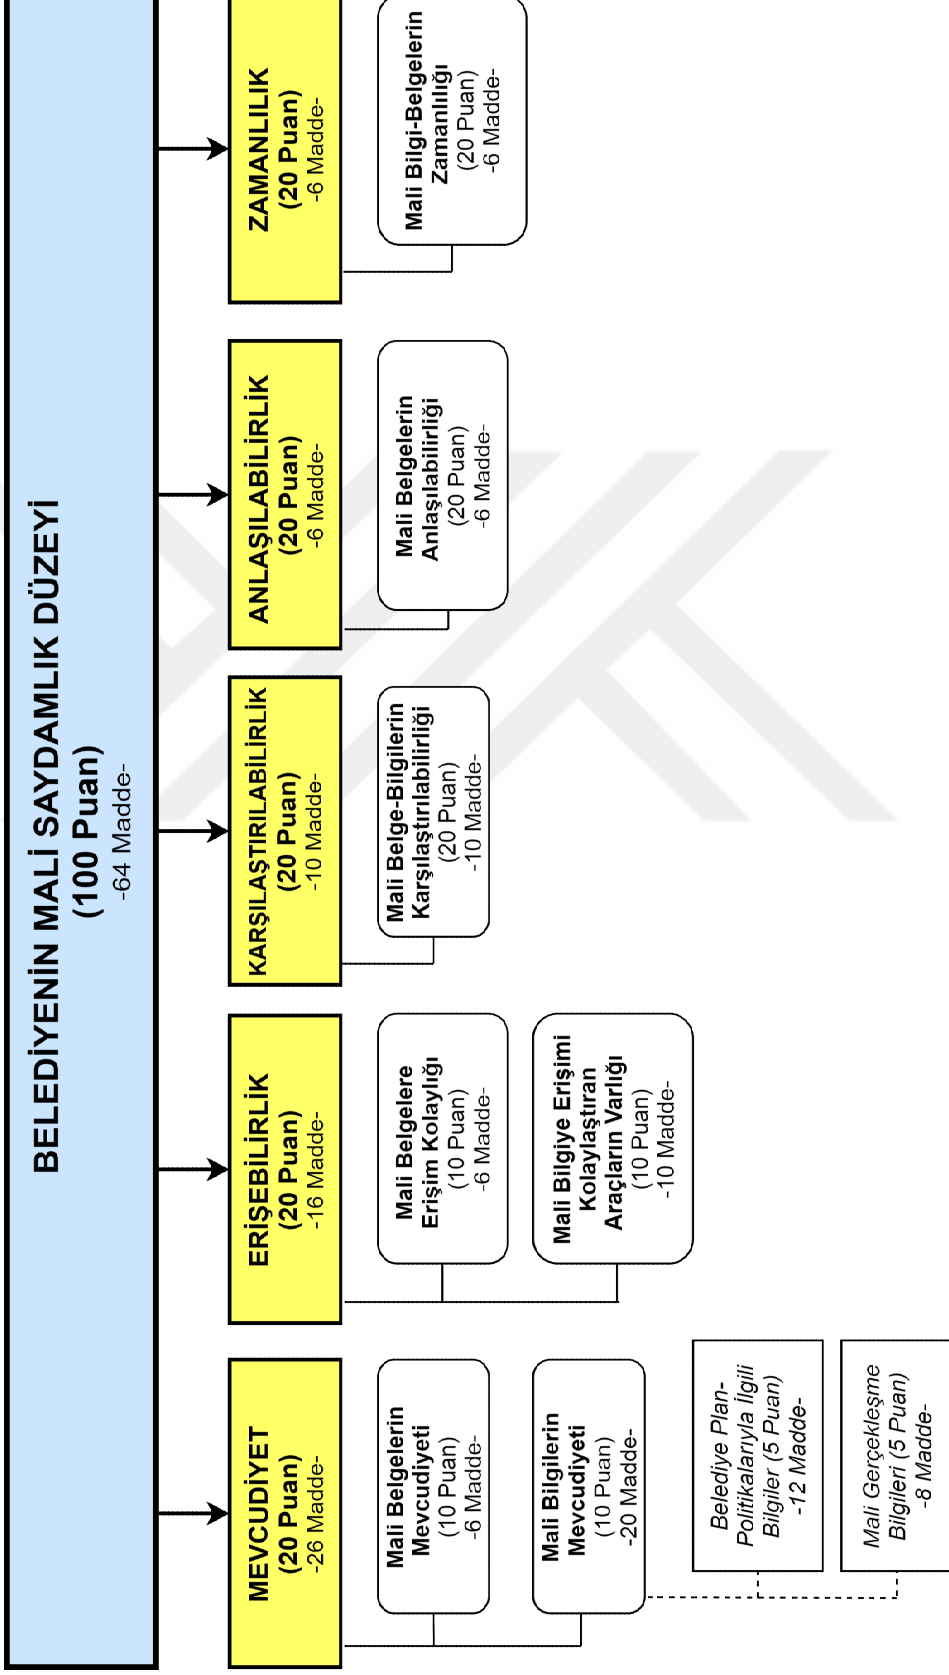 BELEDİYENİN MALİ SAYDAMLIK DÜZEYİ
(100 Puan)
-64 Madde-
MEVCUDİYET
(20 Puan)
-26 Madde-
Mali Belgelerin
Mevcudiyeti
(10 Puan)
-6 Madde-
Mali Bilgilerin
Mevcudiyeti
(10 Puan)
-20 Madde-
Belediye Plan-
Politikalarıyla İlgili
Bilgiler (5 Puan)
-12 Madde-
Mali Gerçekleşme
Bilgileri (5 Puan)
-8 Madde-
ERİŞEBİLİRLİK
(20 Puan)
-16 Madde-
Mali Belgelere
Erişim Kolaylığı
(10 Puan)
-6 Madde-
Mali Bilgiye Erişimi
Kolaylaştıran
Araçların Varlığı
(10 Puan)
-10 Madde-
KARŞILAŞTIRILABİLİRLİK
(20 Puan)
-10 Madde-
Mali Belge-Bilgilerin
Karşılaştırılabilirliği
(20 Puan)
-10 Madde-
ANLAŞILABİLİRLİK
(20 Puan)
-6 Madde-
Mali Belgelerin
Anlaşılabilirliği
(20 Puan)
-6 Madde-
ZAMANLILIK
(20 Puan)
-6 Madde-
Mali Bilgi-Belgelerin
Zamanlılığı
(20 Puan)
-6 Madde-